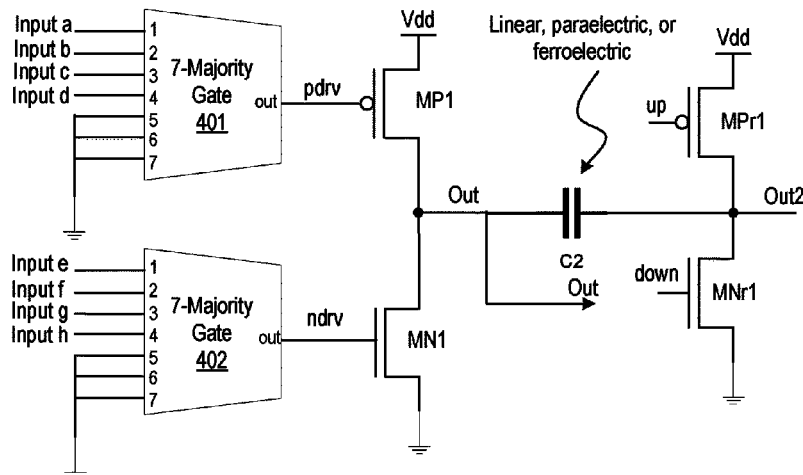 Input a
Input b
Input c
Input d
1
2
3
4
5
6
7
7-Majority
Gate
401
out
pdrv
Vdd
MP1
Linear, paraelectric, or
ferroelectric
Vdd
up
MPr1
Out
C2
Out
Out2
down
MNr1
Input e
Input f
Input g
Input h
1
2
3
4
5
6
7
7-Majority
Gate
402
out
ndrv
MN1